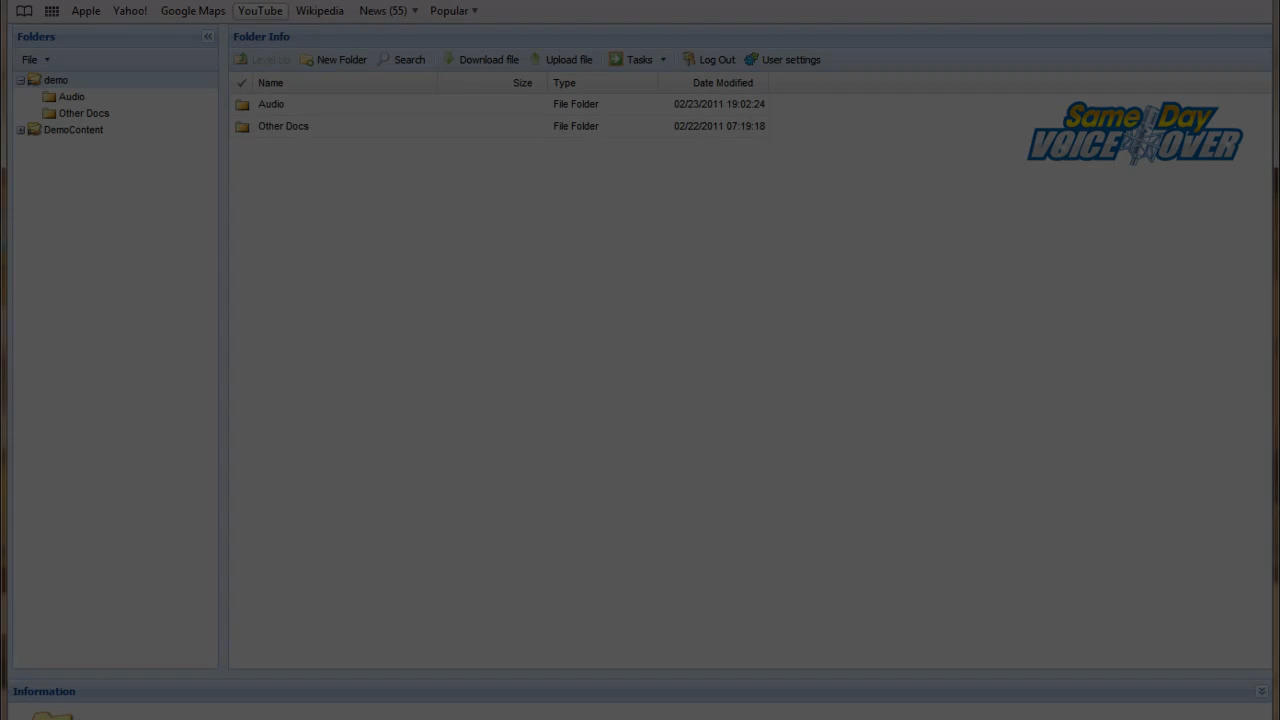 Apple Yahoo! Google Maps YouTube Wikipedia News (55) Popular
Folders
File
demo
Audio
Other Docs
DemoContent
Folder Info
Level Up New Folder Search Download file Upload file Tasks Log Out User settings
Name Size Type Date Modified
Audio File Folder 02/23/2011 19:02:24
Other Docs File Folder 02/22/2011 07:19:18
Same Day
VOICE OVER
Information